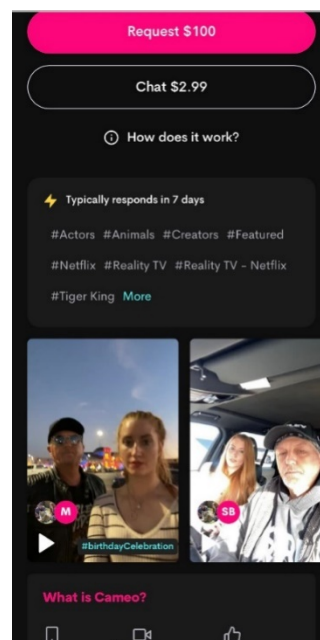 Request $100
Chat $2.99
How does it work?
Typically responds in 7 days
#Actors #Animals #Creators #Featured
#Netflix #Reality TV #Reality TV - Netflix
#Tiger King More
M
SB
#birthdayCelebration
What is Cameo?